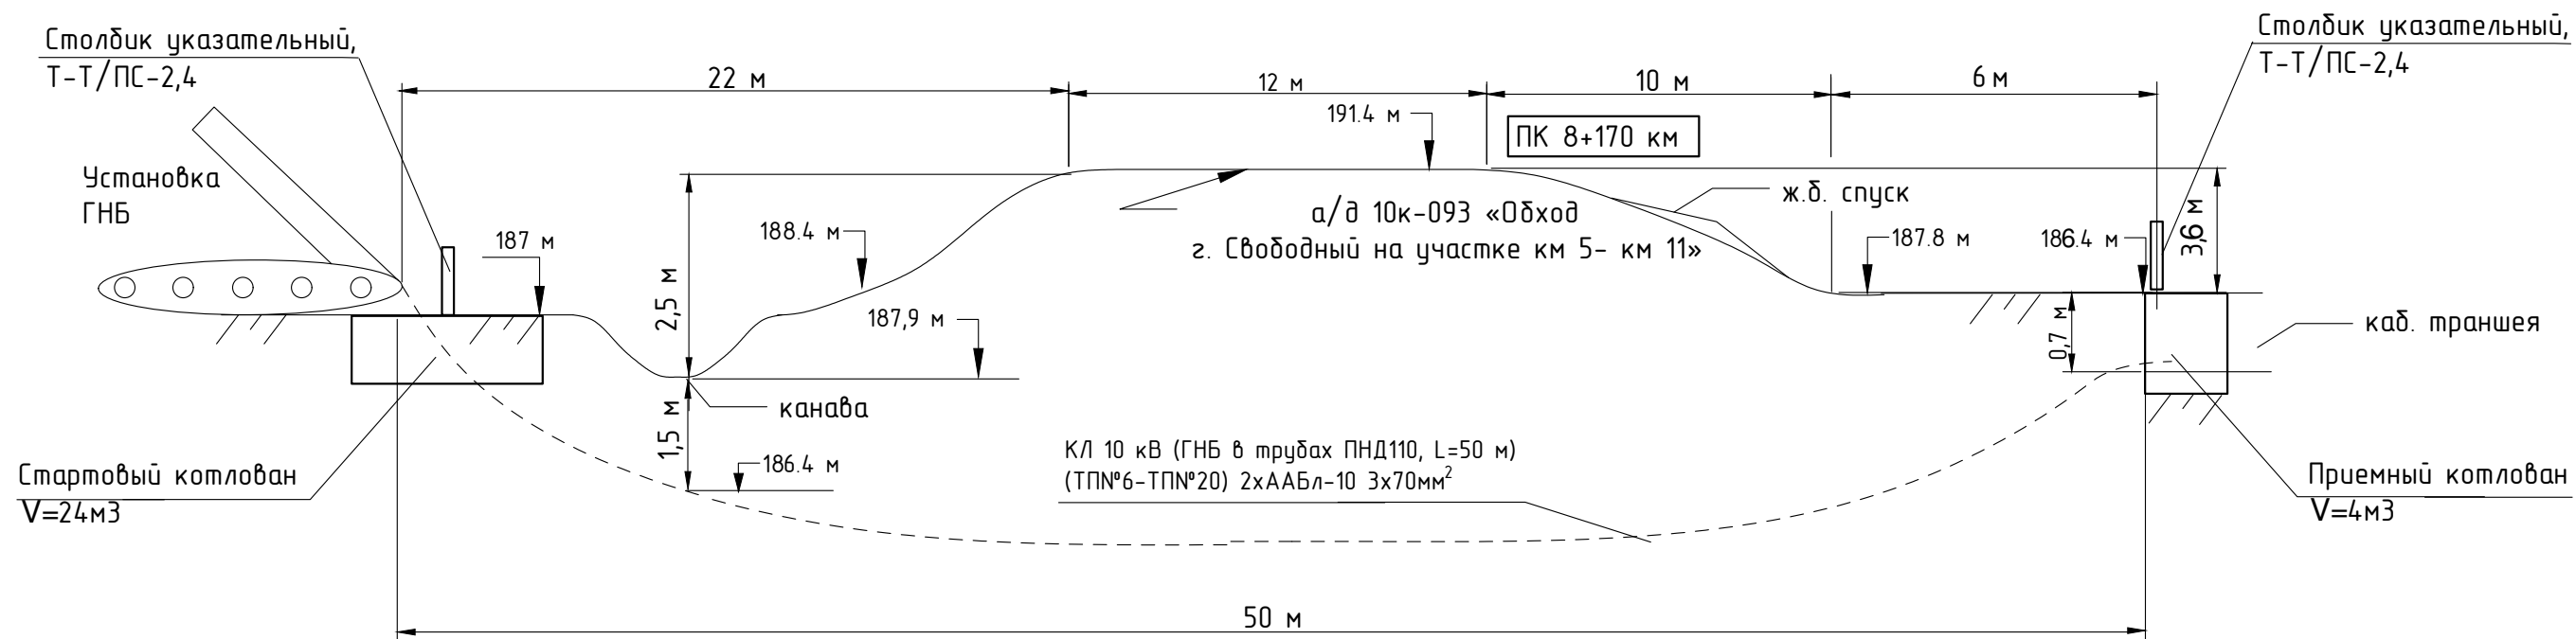 Столбик указательный,
Т-Т/ПС-2,4
Столбик указательный,
Т-Т/ПС-2,4
22 м
12 м
10 м
6 м
191.4 м
ПК 8+170 км
Установка
ГНБ
ж.б. спуск
а/д 10к-093 «Обход
г. Свободный на участке км 5- км 11»
187 м
188.4 м
187.8 м
186.4 м
3,6 м
2,5 м
187,9 м
0,7 м
каб. траншея
канава
1,5 м
186.4 м
КЛ 10 кВ (ГНБ в трубах ПНД110, L=50 м)
(ТП№6-ТП№20) 2хААБл-10 3х70мм²
Стартовый котлован
V=24м3
Приемный котлован
V=4м3
50 м